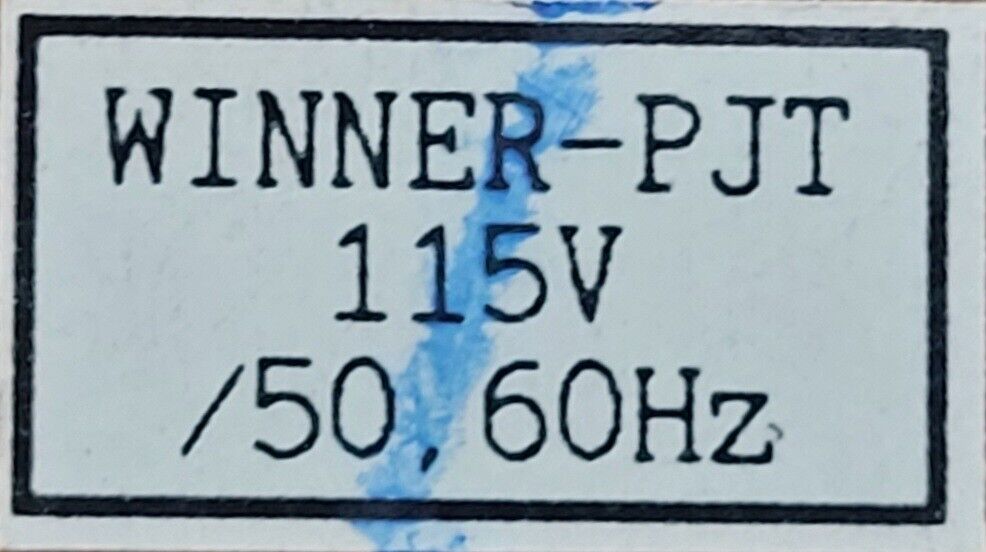 WINNER-PJT
115V
/50,60Hz